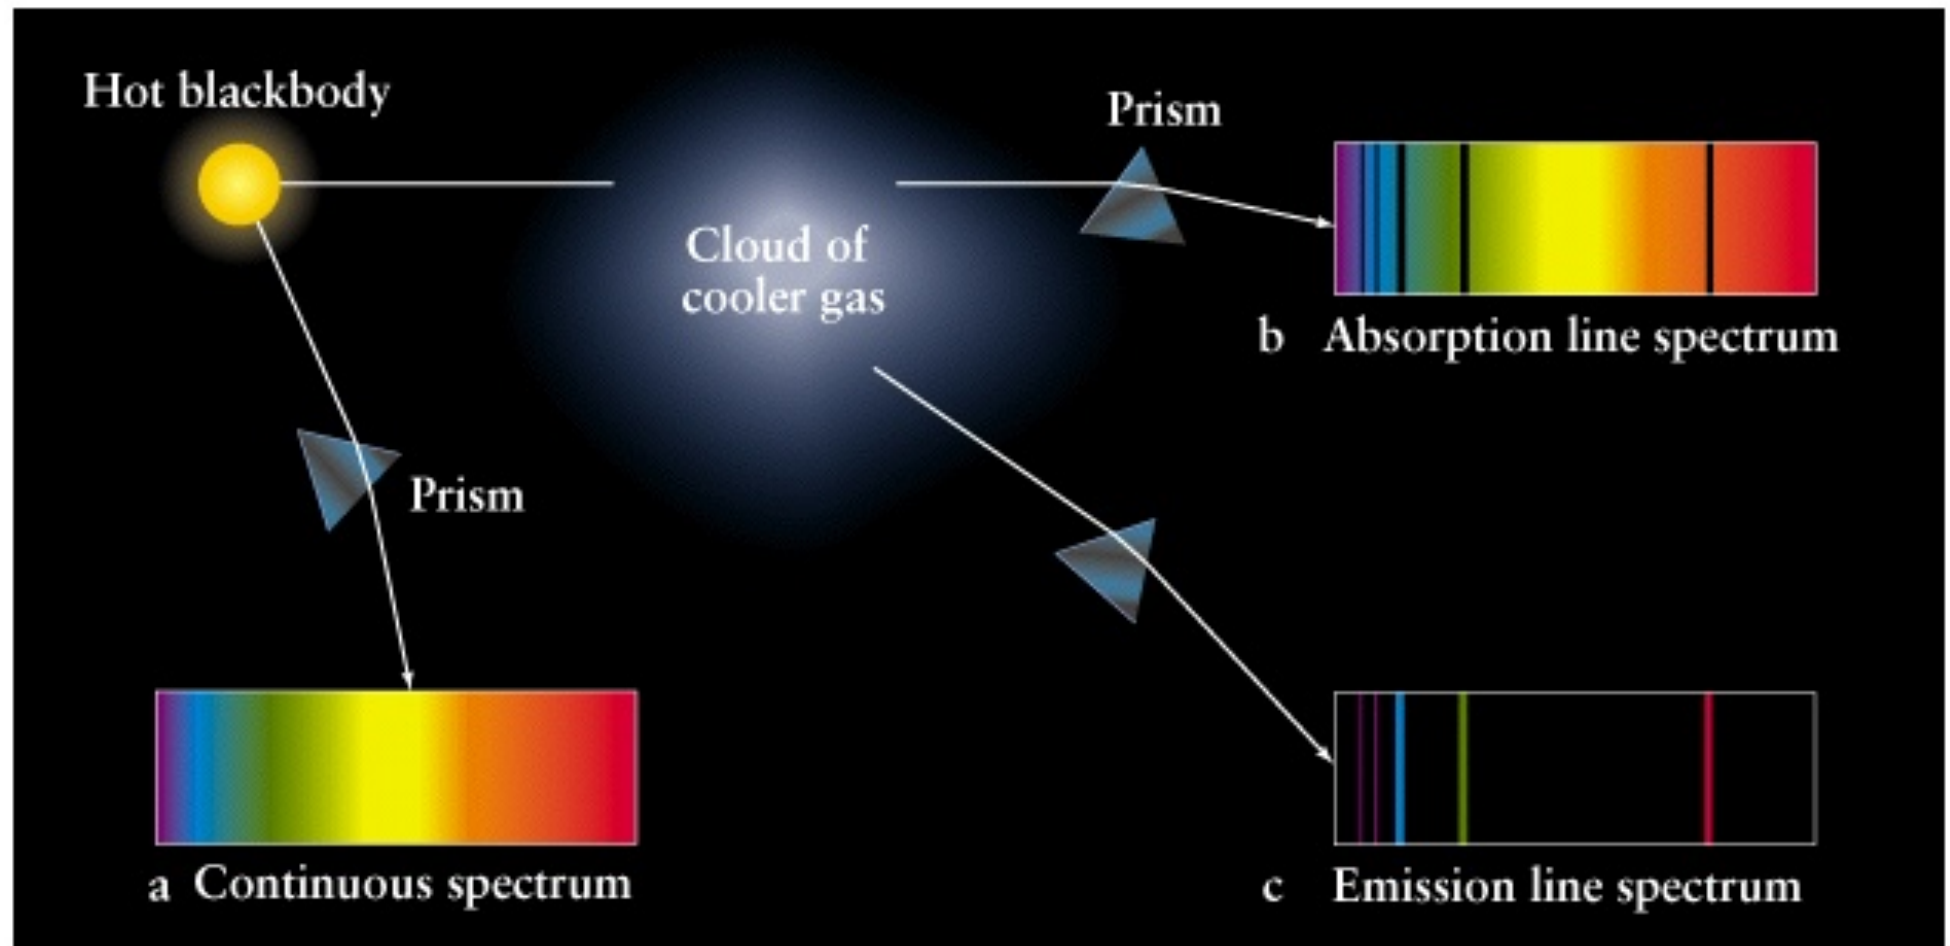 Hot blackbody
Prism
Cloud of
cooler gas
b Absorption line spectrum
Prism
a Continuous spectrum
c Emission line spectrum